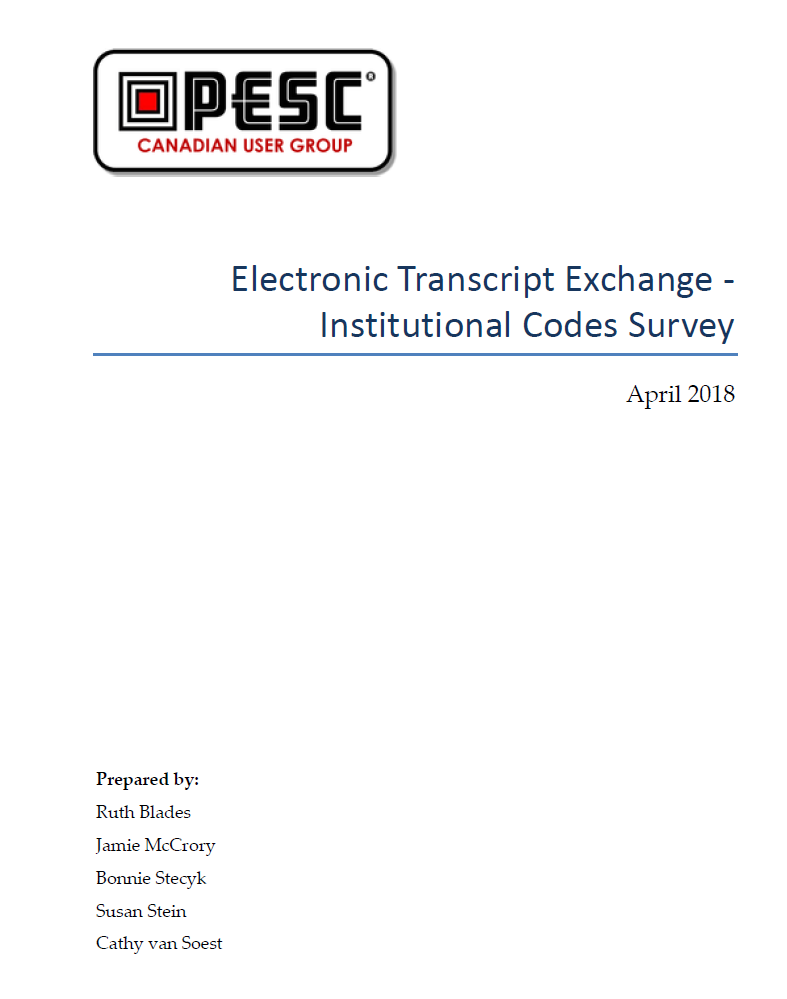 PESC®
CANADIAN USER GROUP
Electronic Transcript Exchange -
Institutional Codes Survey
April 2018
Prepared by:
Ruth Blades
Jamie McCrory
Bonnie Stecyk
Susan Stein
Cathy van Soest